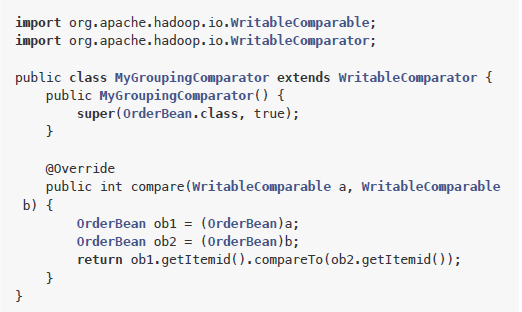 import org.apache.hadoop.io.WritableComparable;
import org.apache.hadoop.io.WritableComparator;

public class MyGroupingComparator extends WritableComparator {
    public MyGroupingComparator() {
        super(OrderBean.class, true);
    }

    @Override
    public int compare(WritableComparable a, WritableComparable
 b) {
        OrderBean ob1 = (OrderBean)a;
        OrderBean ob2 = (OrderBean)b;
        return ob1.getItemid().compareTo(ob2.getItemid());
    }
}